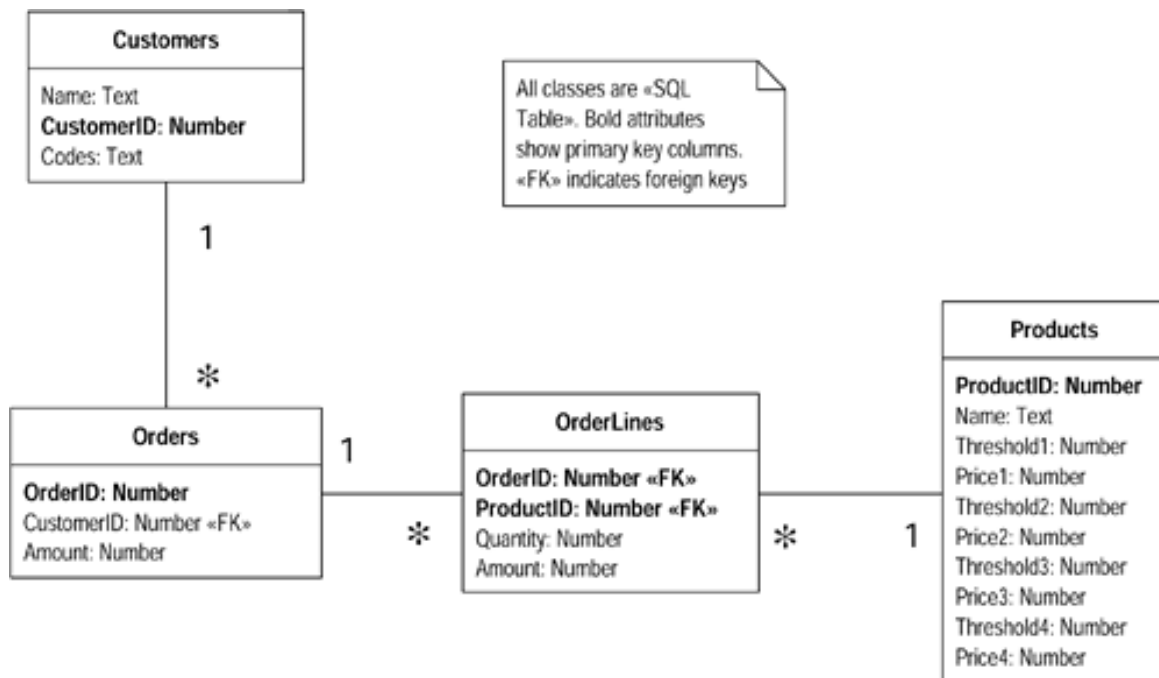 Customers
Name: Text
CustomerID: Number
Codes: Text
All classes are «SQL
Table». Bold attributes
show primary key columns.
«FK» indicates foreign keys
1
*
Orders
OrderID: Number
CustomerID: Number «FK»
Amount: Number
1
*
OrderLines
OrderID: Number «FK»
ProductID: Number «FK»
Quantity: Number
Amount: Number
*
1
Products
ProductID: Number
Name: Text
Threshold1: Number
Price1: Number
Threshold2: Number
Price2: Number
Threshold3: Number
Price3: Number
Threshold4: Number
Price4: Number